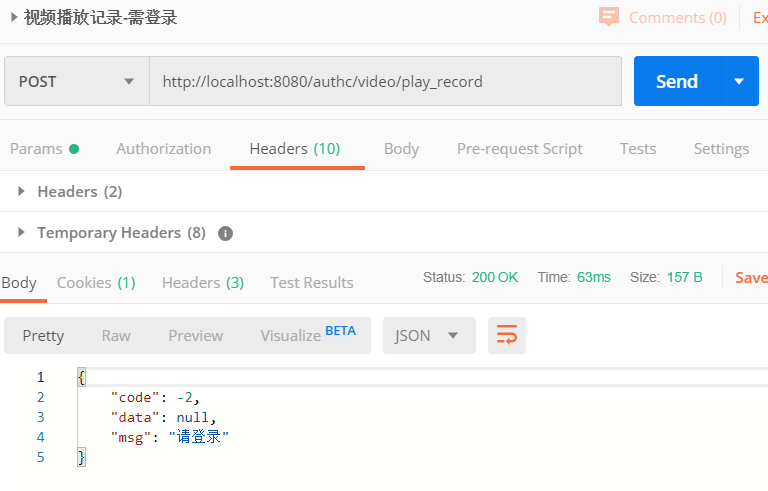 视频播放记录-需登录 Comments (0) Ex
POST http://localhost:8080/authc/video/play_record Send
Params Authorization Headers (10) Body Pre-request Script Tests Settings
Headers (2)
Temporary Headers (8)
Body Cookies (1) Headers (3) Test Results Status: 200 OK Time: 63ms Size: 157 B Save
Pretty Raw Preview Visualize BETA JSON
1 {
2 "code": -2,
3 "data": null,
4 "msg": "请登录"
5 }